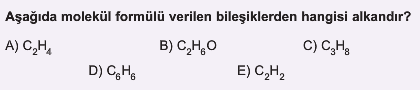 Aşağıda molekül formülü verilen bileşiklerden hangisi alkandır?
A) C₂H₄ B) C₂H₆O C) C₃H₈
D) C₆H₆ E) C₂H₂